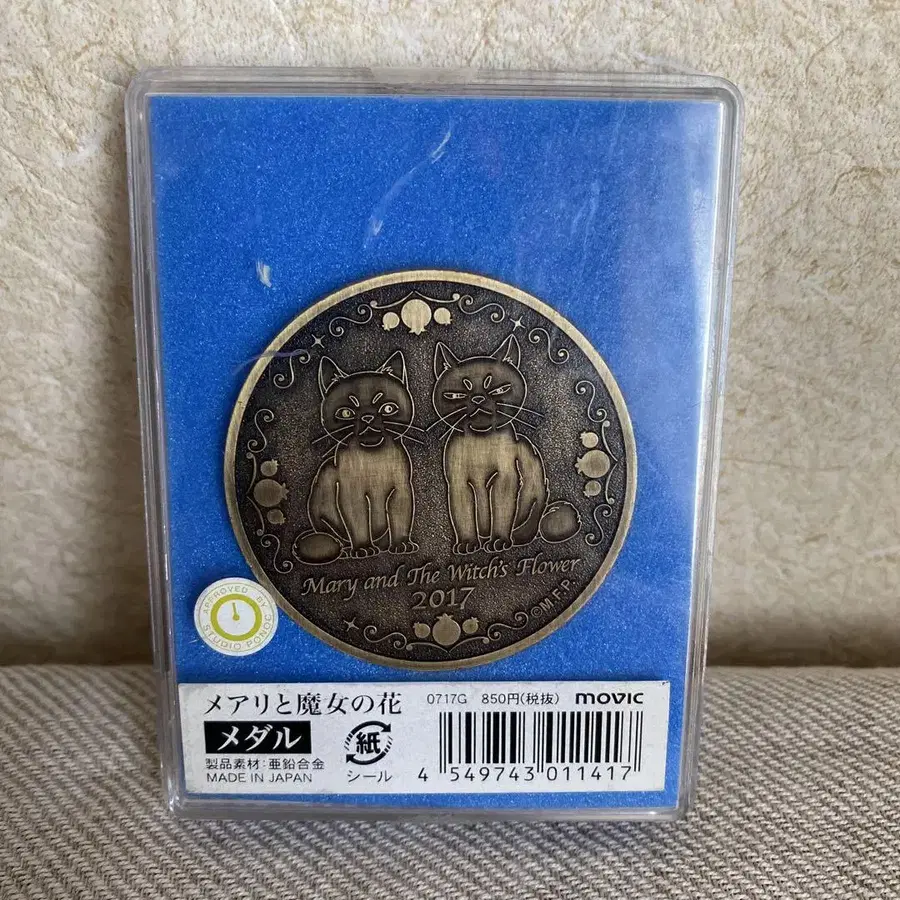 Mary and The Witch's Flower
2017
©M.F.P.
APPROVED BY
STUDIO PONOC
メアリと魔女の花
0717G 850円(税抜) movic
メダル
紙
シール
製品素材:亜鉛合金
MADE IN JAPAN
4 549743 011417